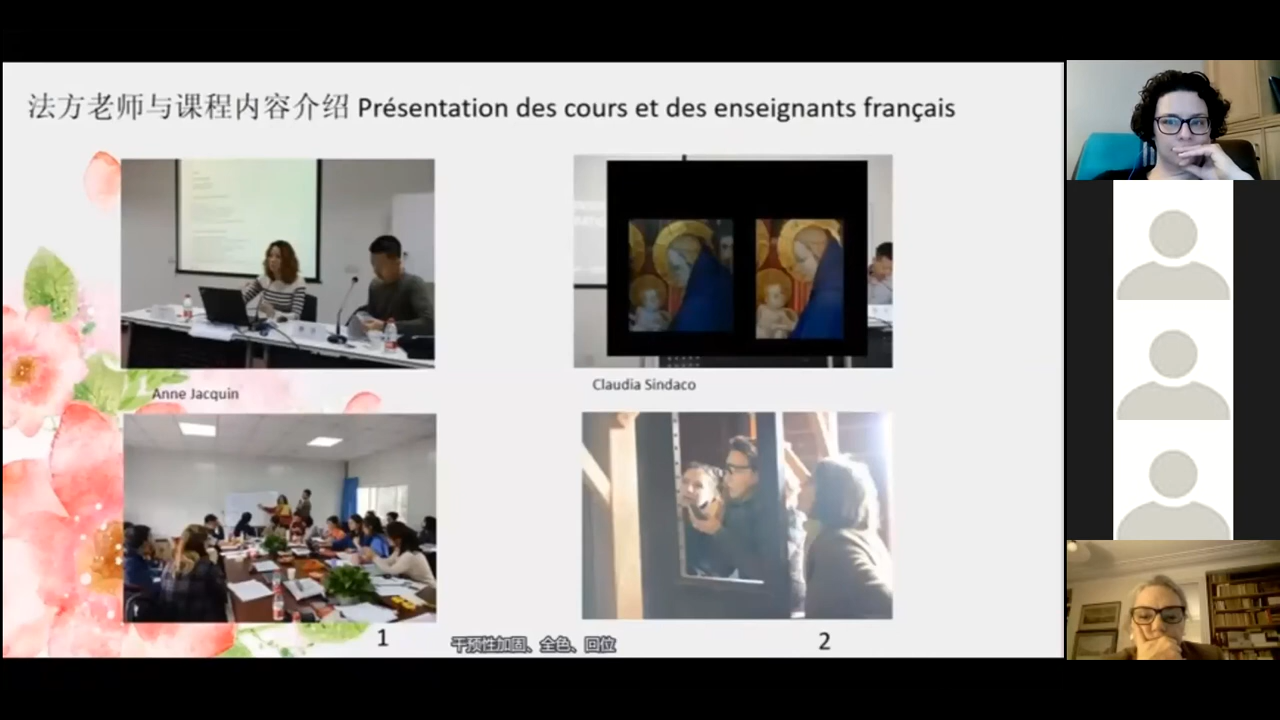 法方老师与课程内容介绍 Présentation des cours et des enseignants français
Anne Jacquin
Claudia Sindaco
1
2
干预性加固、全色、回位